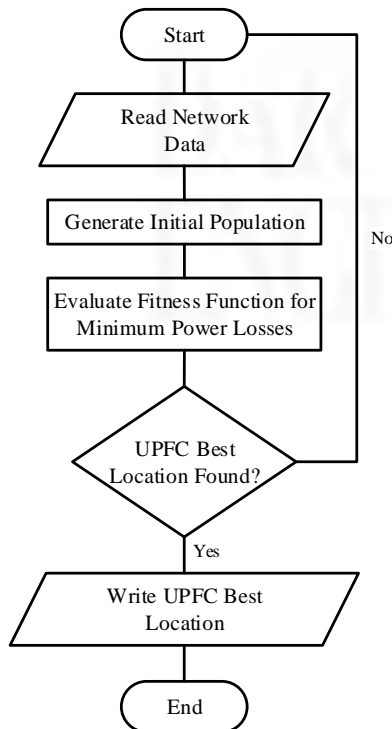 Start
Read Network
Data
Generate Initial Population
No
Evaluate Fitness Function for
Minimum Power Losses
UPFC Best
Location Found?
Yes
Write UPFC Best
Location
End